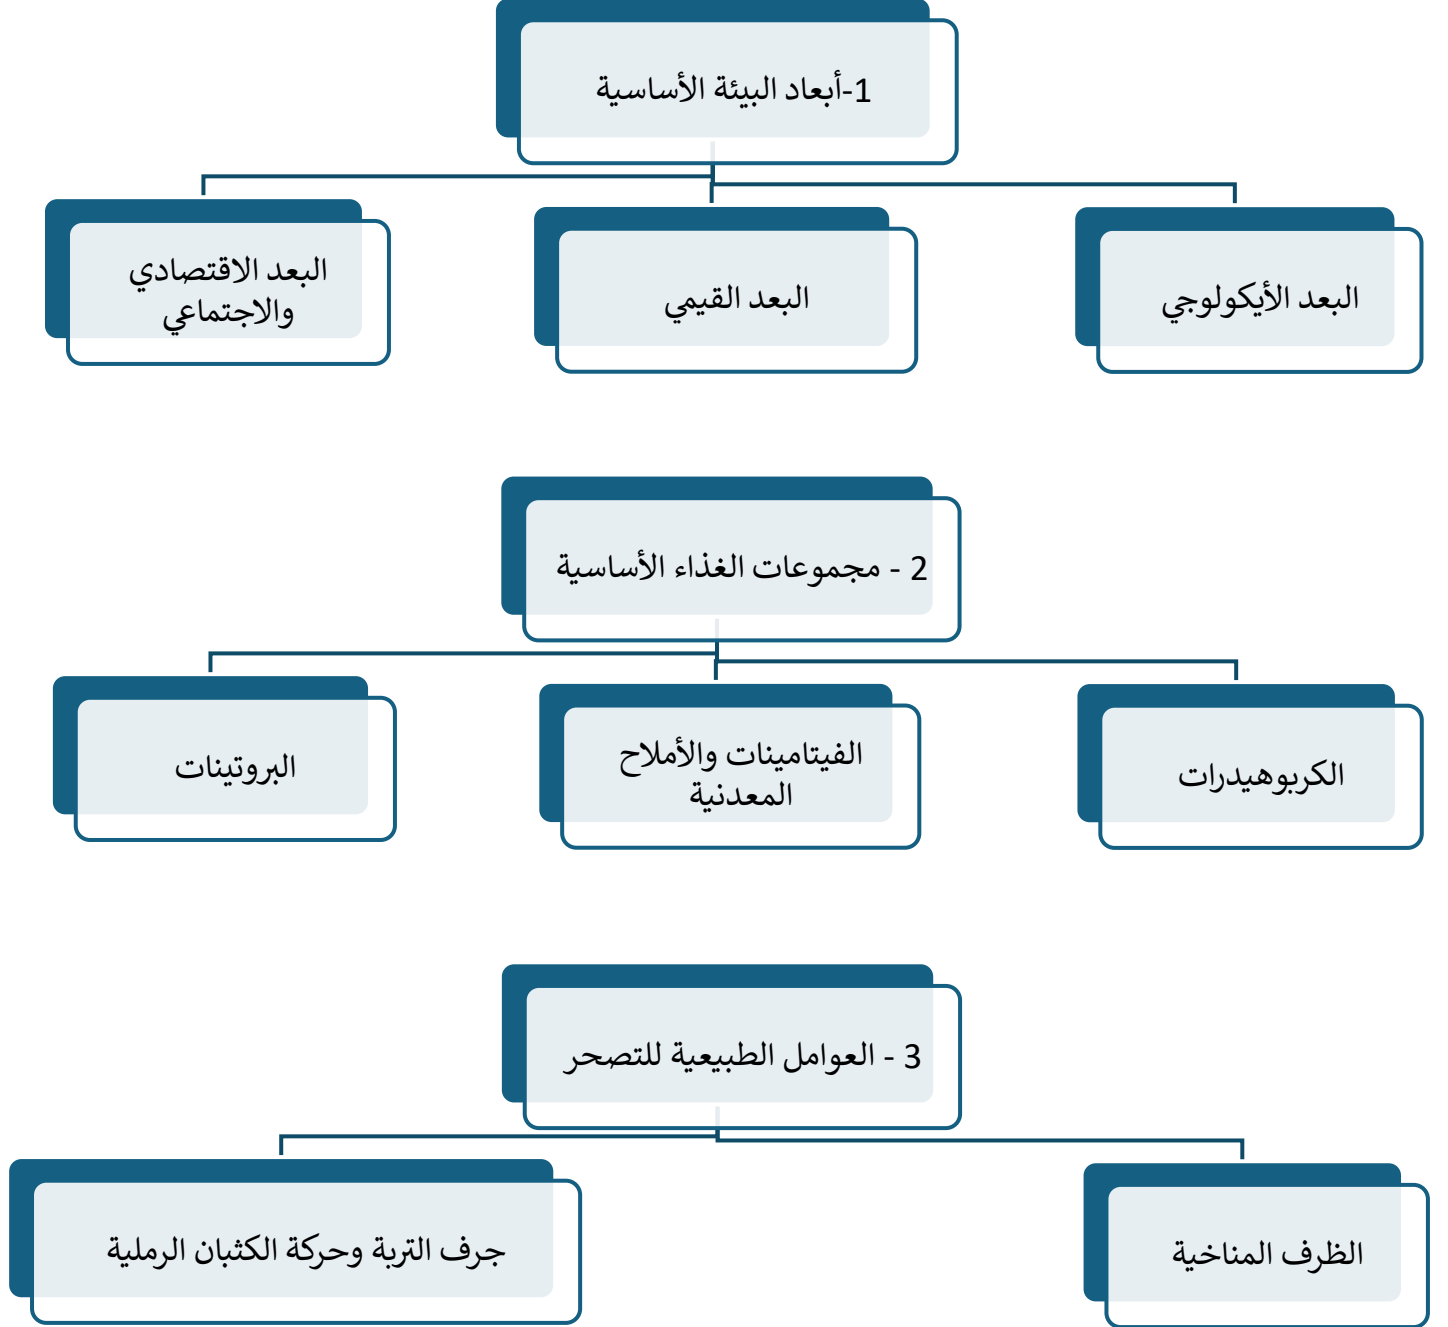 1-أبعاد البيئة الأساسية
البعد الأيكولوجي
البعد القيمي
البعد الاقتصادي
والاجتماعي
2 - مجموعات الغذاء الأساسية
الكربوهيدرات
الفيتامينات والأملاح
المعدنية
البروتينات
3 - العوامل الطبيعية للتصحر
الظرف المناخية
جرف التربة وحركة الكثبان الرملية